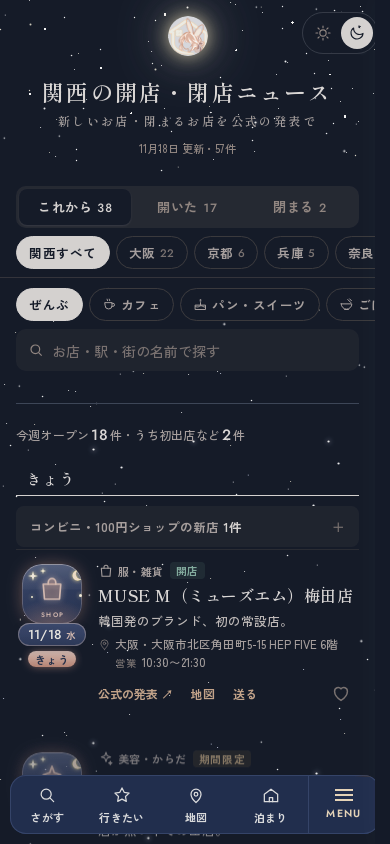 関西の開店・閉店ニュース
新しいお店・閉まるお店を公式の発表で
11月18日 更新・57件
これから 38 開いた 17 閉まる 2
関西すべて 大阪 22 京都 6 兵庫 5 奈良
ぜんぶ カフェ パン・スイーツ
お店・駅・街の名前で探す
今週オープン18件・うち初出店など2件
きょう
コンビニ・100円ショップの新店 1件
服・雑貨 開店
SHOP
MUSE M（ミューズエム）梅田店
11/18 水
韓国発のブランド、初の常設店。
きょう
大阪・大阪市北区角田町5-15 HEP FIVE 6階
営業 10:30〜21:30
公式の発表 ↗ 地図 送る
美容・からだ 期間限定
さがす 行きたい 地図 泊まり MENU